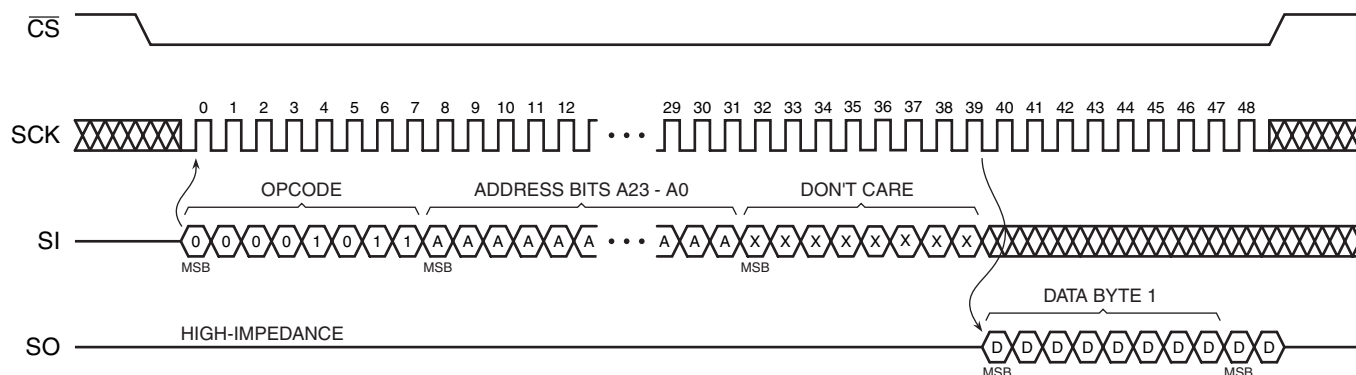 CS
0 1 2 3 4 5 6 7 8 9 10 11 12 29 30 31 32 33 34 35 36 37 38 39 40 41 42 43 44 45 46 47 48
SCK
OPCODE ADDRESS BITS A23 - A0 DON'T CARE
SI 0 0 0 0 1 0 1 1 A A A A A A A A A X X X X X X X X
MSB MSB MSB
DATA BYTE 1
HIGH-IMPEDANCE
SO D D D D D D D D D D
MSB MSB